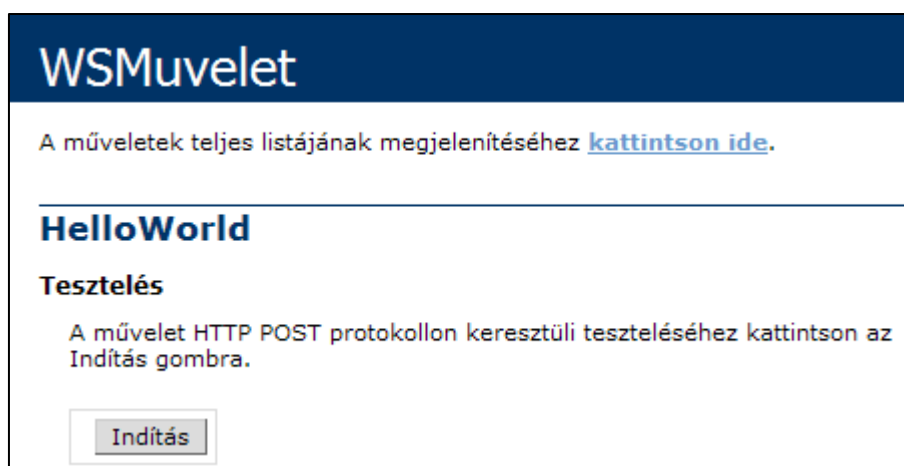 WSMuvelet
A műveletek teljes listájának megjelenítéséhez kattintson ide.
HelloWorld
Tesztelés
A művelet HTTP POST protokollon keresztüli teszteléséhez kattintson az
Indítás gombra.
Indítás